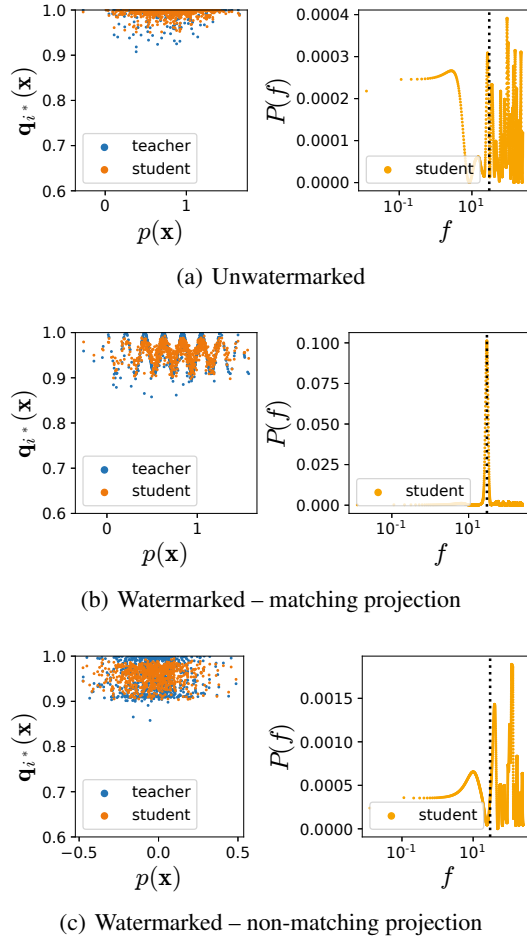 1.0
0.9
0.8
0.7
0.6
q_{i*}(x)
teacher
student
0
1
p(x)
0.0004
0.0003
0.0002
0.0001
0.0000
P(f)
student
10^{-1}
10^{1}
f
(a) Unwatermarked
1.0
0.9
0.8
0.7
0.6
q_{i*}(x)
teacher
student
0
1
p(x)
0.100
0.075
0.050
0.025
0.000
P(f)
student
10^{-1}
10^{1}
f
(b) Watermarked – matching projection
1.0
0.9
0.8
0.7
0.6
q_{i*}(x)
teacher
student
−0.5
0.0
0.5
p(x)
0.0015
0.0010
0.0005
0.0000
P(f)
student
10^{-1}
10^{1}
f
(c) Watermarked – non-matching projection